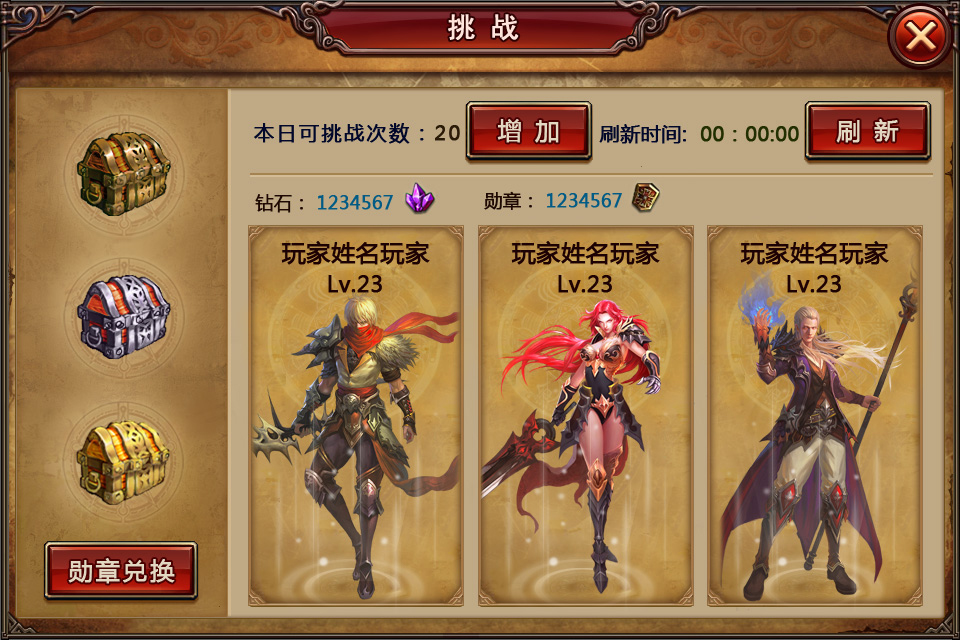 挑 战
本日可挑战次数：20 增 加 刷新时间: 00：00:00 刷 新
钻石： 1234567 勋章： 1234567
玩家姓名玩家 玩家姓名玩家 玩家姓名玩家
Lv.23 Lv.23 Lv.23
勋章兑换